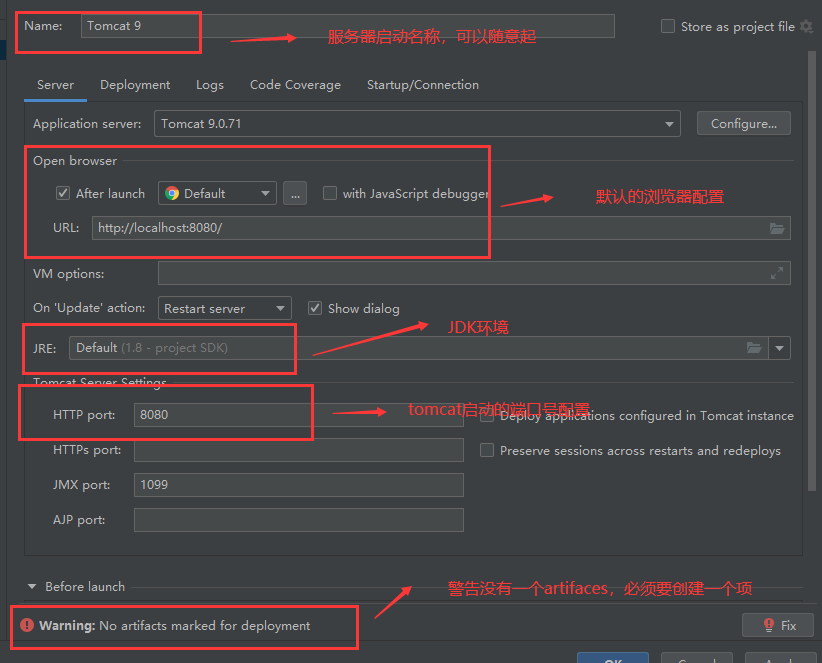 Name: Tomcat 9
Store as project file
服务器启动名称，可以随意起
Server Deployment Logs Code Coverage Startup/Connection
Application server: Tomcat 9.0.71 Configure...
Open browser
After launch Default ... with JavaScript debugger
默认的浏览器配置
URL: http://localhost:8080/
VM options:
On 'Update' action: Restart server Show dialog
JDK环境
JRE: Default (1.8 - project SDK)
Tomcat Server Settings
HTTP port: 8080
tomcat启动的端口号配置
Deploy applications configured in Tomcat instance
HTTPs port:
Preserve sessions across restarts and redeploys
JMX port: 1099
AJP port:
Before launch
警告没有一个artifaces，必须要创建一个项
Warning: No artifacts marked for deployment
Fix
OK